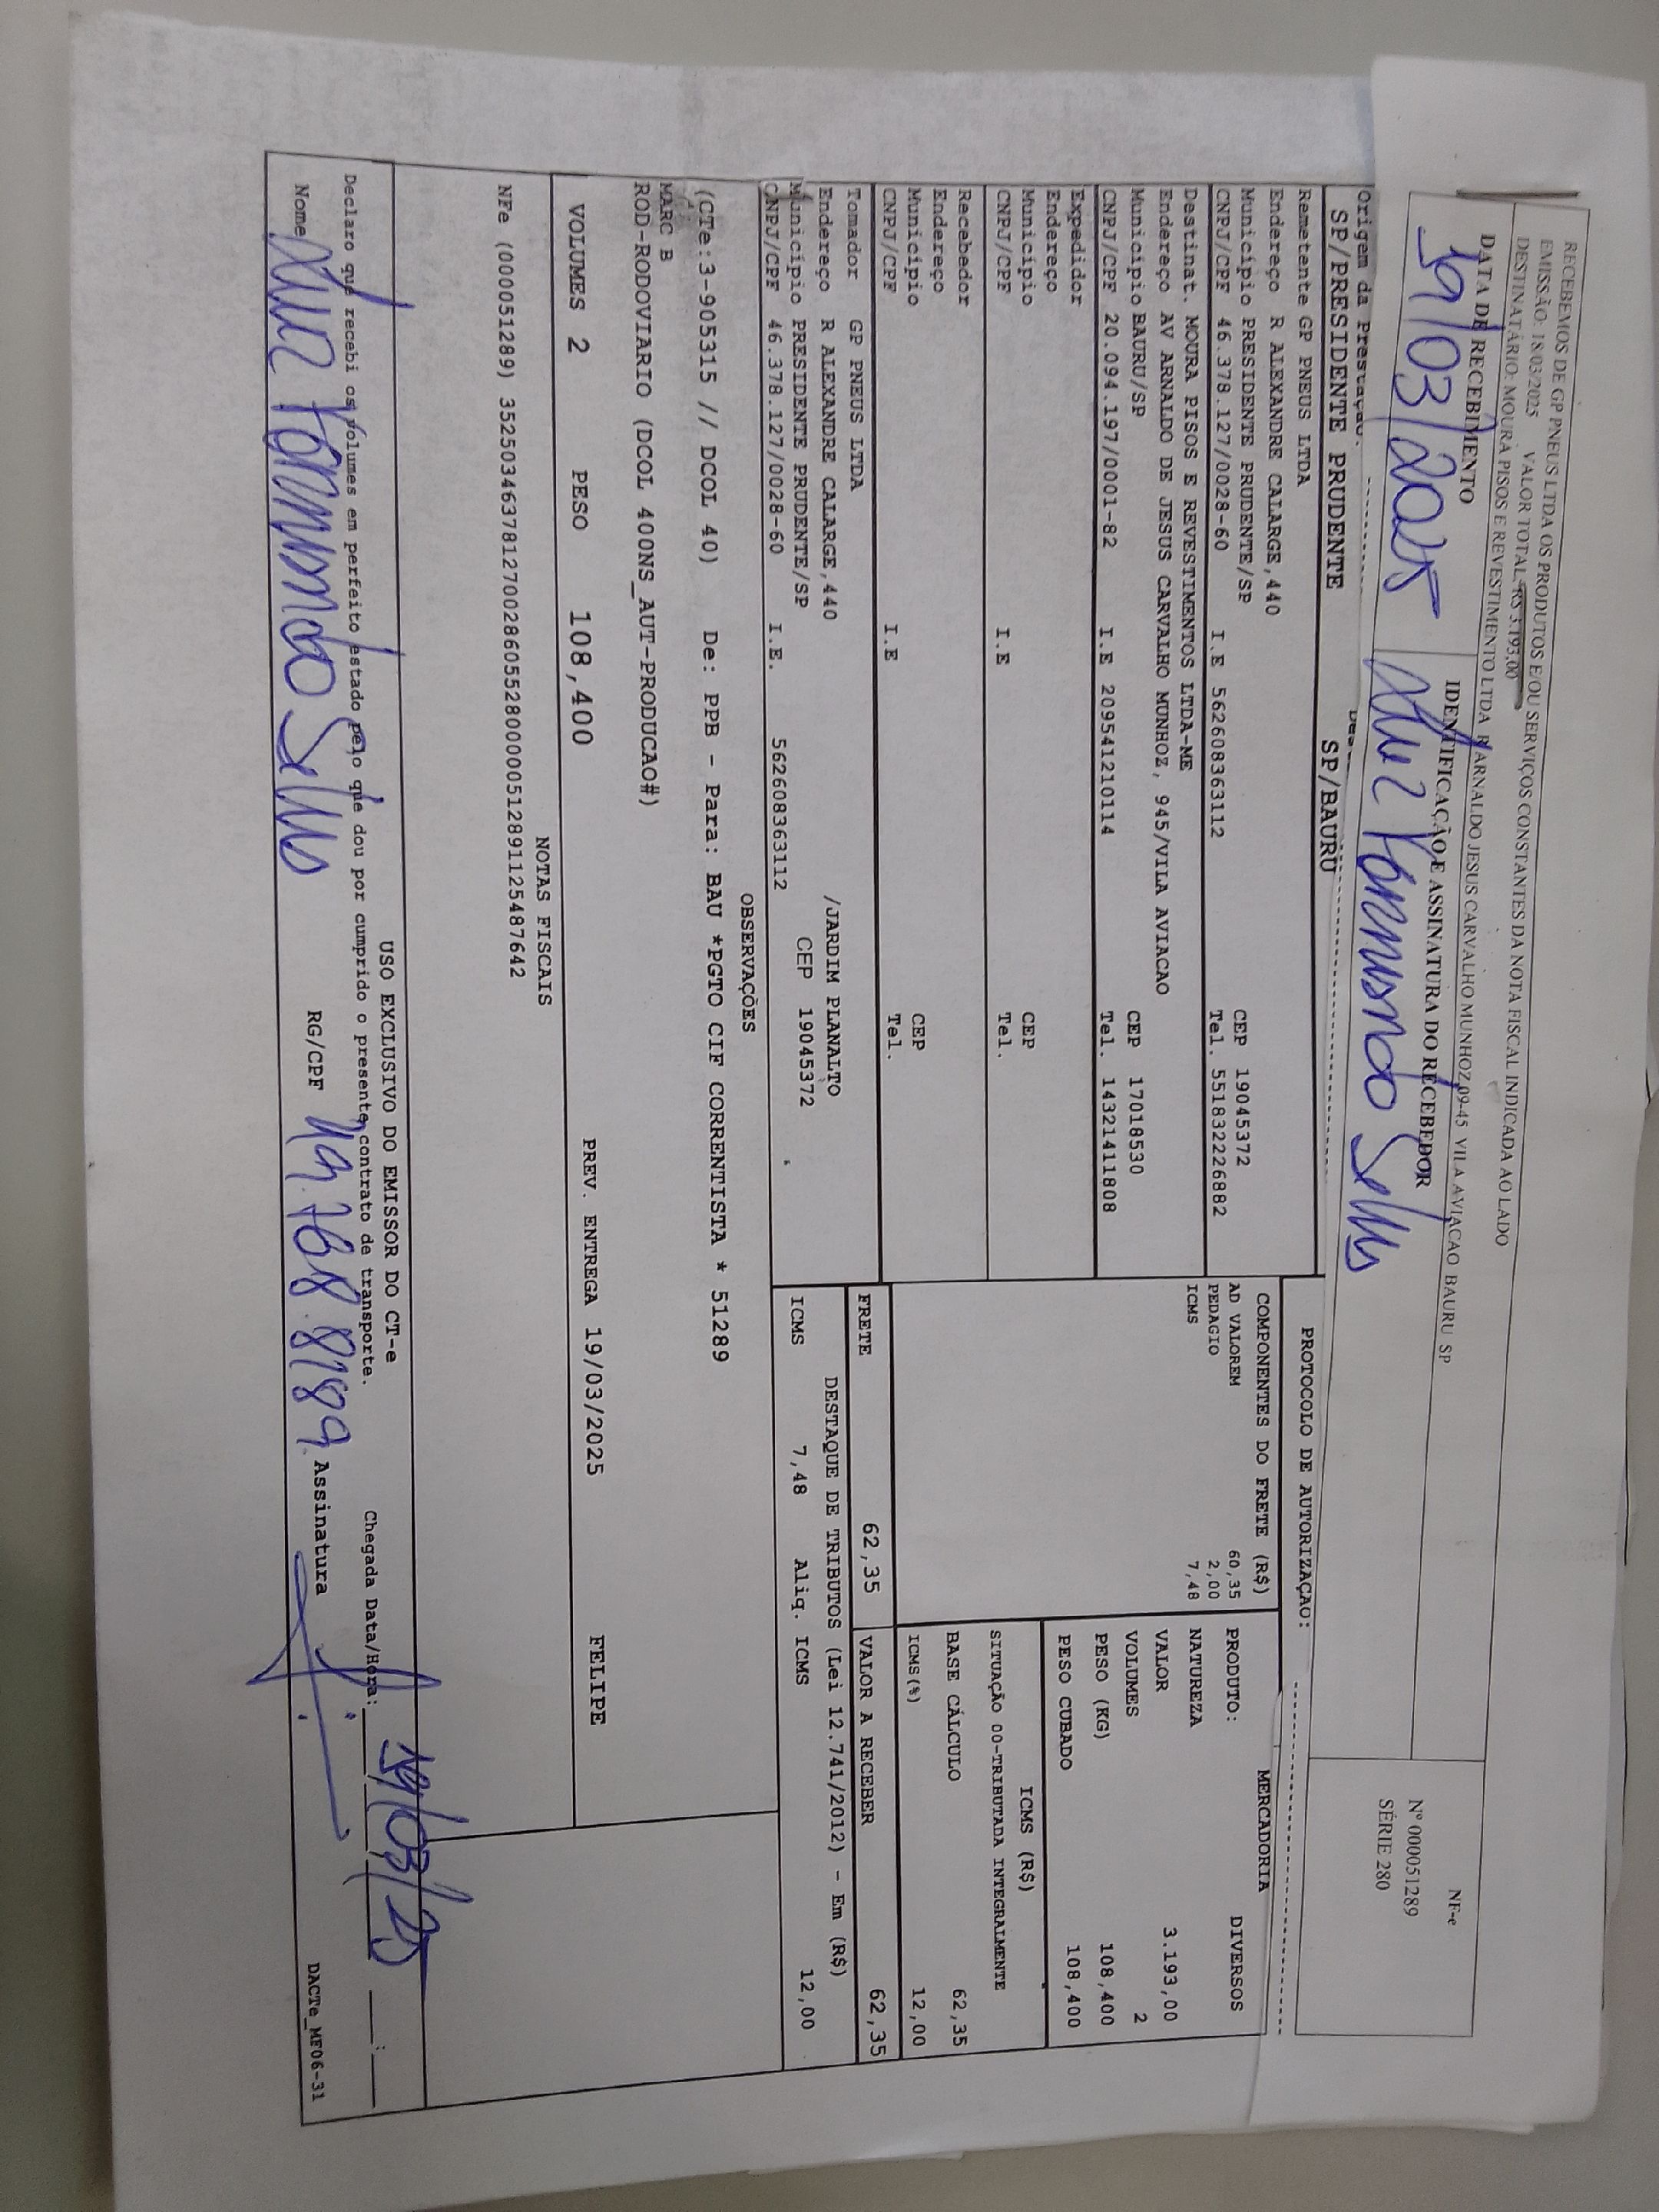 RECEBEMOS DE GP PNEUS LTDA OS PRODUTOS E/OU SERVIÇOS CONSTANTES DA NOTA FISCAL INDICADA AO LADO
EMISSÃO: 18/03/2025 VALOR TOTAL: R$ 3.193,00
DESTINATÁRIO: MOURA PISOS E REVESTIMENTO LTDA R ARNALDO JESUS CARVALHO MUNHOZ,09-45 VILA AVIACAO BAURU SP
NF-e
Nº 000051289
SÉRIE 280
DATA DE RECEBIMENTO IDENTIFICAÇÃO E ASSINATURA DO RECEBEDOR
19/03/2025 Luiz Fernando
Origem da Prestação:
SP/PRESIDENTE PRUDENTE SP/BAURU
PROTOCOLO DE AUTORIZAÇÃO:
Remetente GP PNEUS LTDA
Endereço R ALEXANDRE CALARGE,440
Município PRESIDENTE PRUDENTE/SP CEP 19045372
CNPJ/CPF 46.378.127/0028-60 I.E 562608363112 Tel. 5518322268​82
Destinat. MOURA PISOS E REVESTIMENTOS LTDA-ME
Endereço AV ARNALDO DE JESUS CARVALHO MUNHOZ, 945/VILA AVIACAO
Município BAURU/SP CEP 17018530
CNPJ/CPF 20.094.197/0001-82 I.E 209541210114 Tel. 143214118​08
Expedidor
Endereço
Município CEP
CNPJ/CPF I.E Tel.
Recebedor
Endereço
Município CEP
CNPJ/CPF I.E Tel.
Tomador GP PNEUS LTDA
Endereço R ALEXANDRE CALARGE,440 /JARDIM PLANALTO
Município PRESIDENTE PRUDENTE/SP CEP 19045372
CNPJ/CPF 46.378.127/0028-60 I.E. 562608363112
COMPONENTES DO FRETE (R$)
AD VALOREM 60,35
PEDAGIO 2,00
ICMS 7,48
MERCADORIA
PRODUTO: DIVERSOS
NATUREZA
VALOR 3.193,00
VOLUMES 2
PESO (KG) 108,400
PESO CUBADO 108,400
ICMS (R$)
SITUAÇÃO 00-TRIBUTADA INTEGRALMENTE
BASE CÁLCULO 62,35
ICMS(%) 12,00
FRETE 62,35 VALOR A RECEBER 62,35
DESTAQUE DE TRIBUTOS (Lei 12.741/2012) - Em (R$)
ICMS 7,48 Aliq. ICMS 12,00
OBSERVAÇÕES
(CTe:3-905315 // DCOL 40) De: PPB - Para: BAU *PGTO CIF CORRENTISTA * 51289
MARC B
ROD-RODOVIARIO (DCOL 400NS_AUT-PRODUCAO#)
VOLUMES 2 PESO 108,400 PREV. ENTREGA 19/03/2025 FELIPE
NOTAS FISCAIS
NFe (000051289) 35250346378127002860552800000512891125487642
USO EXCLUSIVO DO EMISSOR DO CT-e
Declaro que recebi os volumes em perfeito estado pelo que dou por cumprido o presente contrato de transporte. Chegada Data/Hora: 19/03/25 __:__
Nome Luiz Fernando RG/CPF 49.768.8189 Assinatura
DACTe_MF06-31